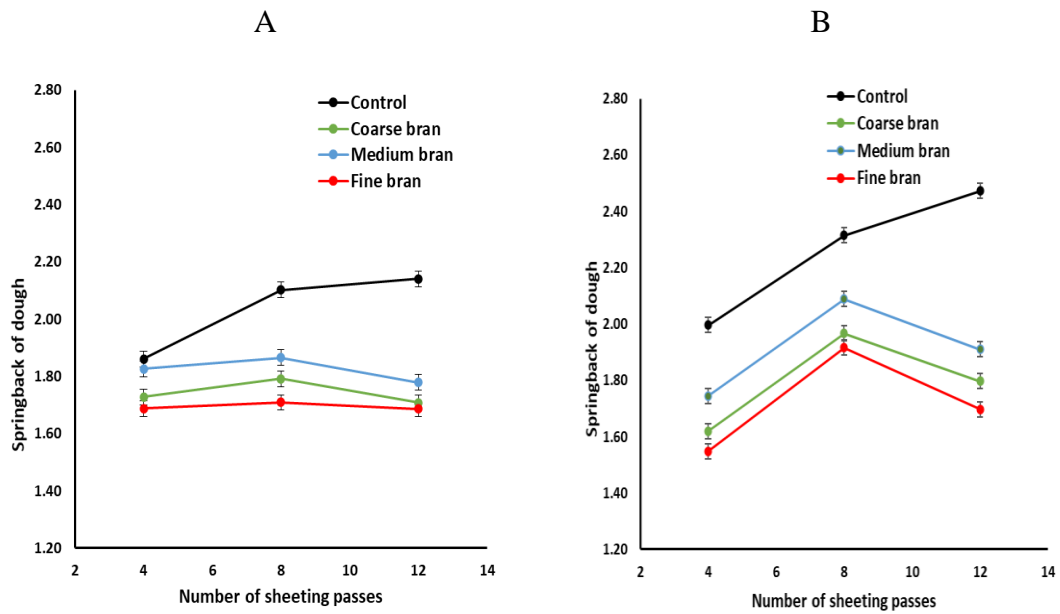 A
2.80
2.60
2.40
2.20
2.00
1.80
1.60
1.40
1.20
Springback of dough
Control
Coarse bran
Medium bran
Fine bran
2 4 6 8 10 12 14
Number of sheeting passes
B
2.80
2.60
2.40
2.20
2.00
1.80
1.60
1.40
1.20
Springback of dough
Control
Coarse bran
Medium bran
Fine bran
2 4 6 8 10 12 14
Number of sheeting passes